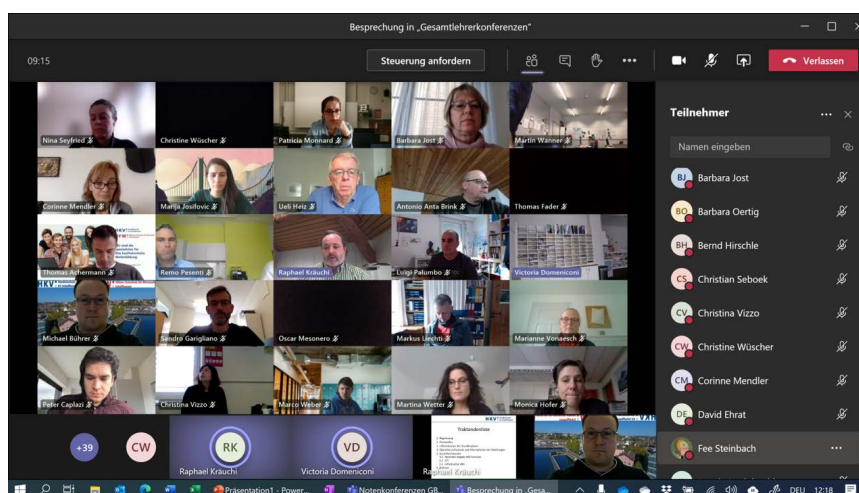 Besprechung in „Gesamtlehrerkonferenzen"
09:15
Steuerung anfordern
Verlassen
Nina Seyfried
Christine Wüscher
Patricia Monnard
Barbara Jost
Martin Wanner
Corinne Mendler
Marija Josifovic
Ueli Heiz
Antonio Anta Brink
Thomas Fader
Thomas Achermann
Remo Pesenti
Raphael Kräuchi
Luigi Palumbo
Victoria Domeniconi
Michael Bührer
Sandro Garigliano
Oscar Mesonero
Markus Liechti
Marianne Vonaesch
Peter Caplazi
Christina Vizzo
Marco Weber
Martina Wetter
Monica Hofer
+39
CW
RK
Raphael Kräuchi
VD
Victoria Domeniconi
HKV
Traktandenliste
Raphael Kräuchi
Teilnehmer
Namen eingeben
BJ Barbara Jost
BO Barbara Oertig
BH Bernd Hirschle
CS Christian Seboek
CV Christina Vizzo
CW Christine Wüscher
CM Corinne Mendler
DE David Ehrat
Fee Steinbach
Präsentation1 - Power...
Notenkonferenzen GB...
Besprechung in „Gesa...
DEU
12:18